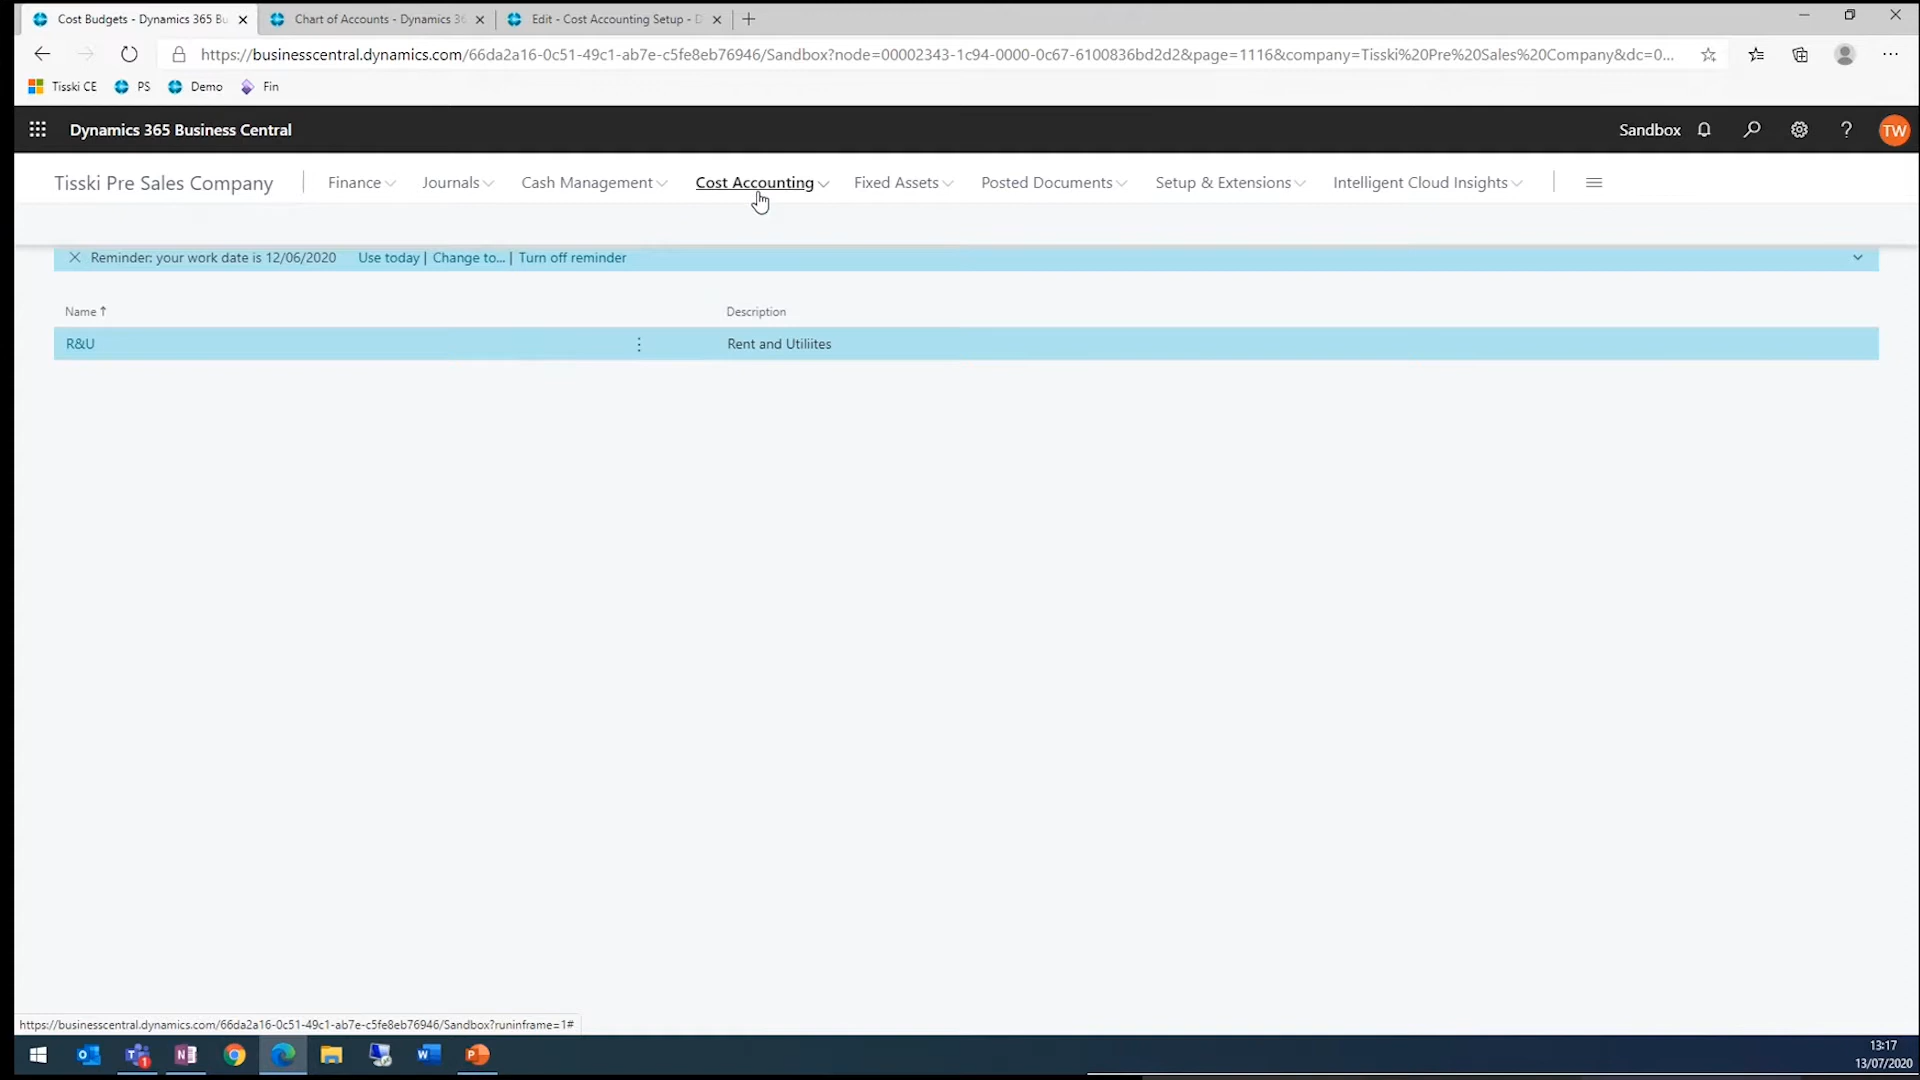 Cost Budgets - Dynamics 365 Bu
Chart of Accounts - Dynamics 36
Edit - Cost Accounting Setup - D
https://businesscentral.dynamics.com/66da2a16-0c51-49c1-ab7e-c5fe8eb76946/Sandbox?node=00002343-1c94-0000-0c67-6100836bd2d2&page=1116&company=Tisski%20Pre%20Sales%20Company&dc=0...
Tisski CE PS Demo Fin
Dynamics 365 Business Central Sandbox ? TW
Tisski Pre Sales Company Finance Journals Cash Management Cost Accounting Fixed Assets Posted Documents Setup & Extensions Intelligent Cloud Insights
Reminder: your work date is 12/06/2020 Use today | Change to... | Turn off reminder
Name ↑ Description
R&U Rent and Utiliites
https://businesscentral.dynamics.com/66da2a16-0c51-49c1-ab7e-c5fe8eb76946/Sandbox?runinframe=1#
13:17
13/07/2020